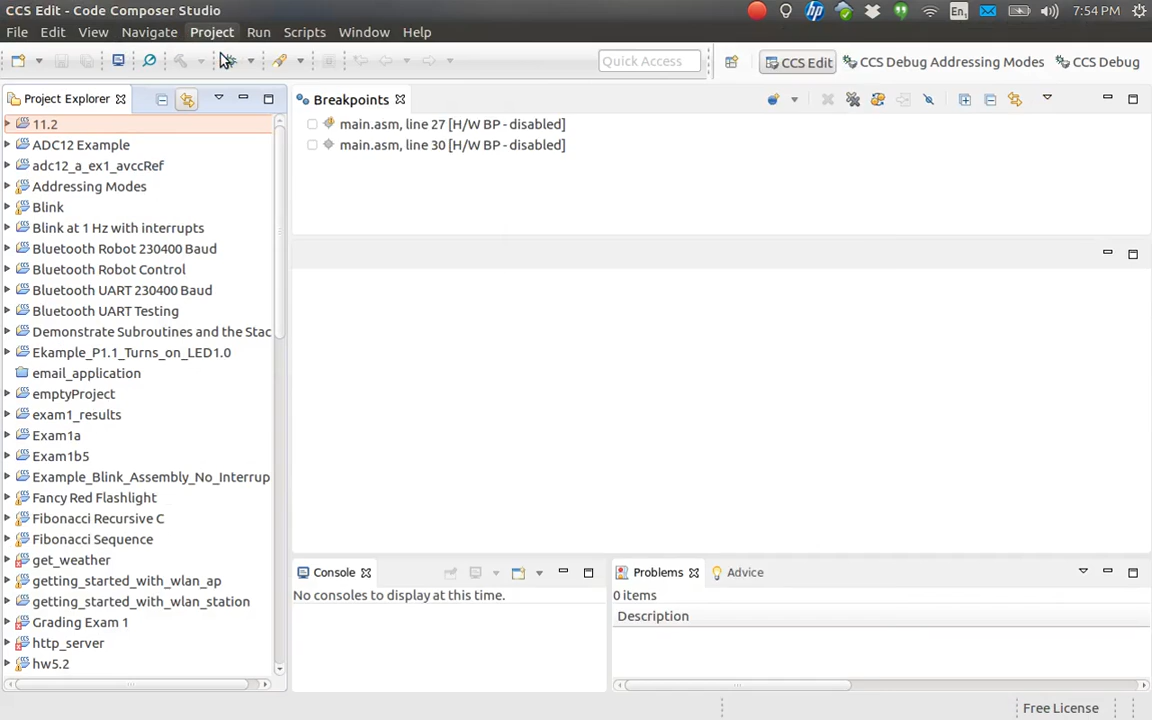 CCS Edit - Code Composer Studio
En
7:54 PM
File Edit View Navigate Project Run Scripts Window Help
Quick Access
CCS Edit
CCS Debug Addressing Modes
CCS Debug
Project Explorer
Breakpoints
11.2
ADC12 Example
adc12_a_ex1_avccRef
Addressing Modes
Blink
Blink at 1 Hz with interrupts
Bluetooth Robot 230400 Baud
Bluetooth Robot Control
Bluetooth UART 230400 Baud
Bluetooth UART Testing
Demonstrate Subroutines and the Stac
Ekample_P1.1_Turns_on_LED1.0
email_application
emptyProject
exam1_results
Exam1a
Exam1b5
Example_Blink_Assembly_No_Interrup
Fancy Red Flashlight
Fibonacci Recursive C
Fibonacci Sequence
get_weather
getting_started_with_wlan_ap
getting_started_with_wlan_station
Grading Exam 1
http_server
hw5.2
main.asm, line 27 [H/W BP - disabled]
main.asm, line 30 [H/W BP - disabled]
Console
No consoles to display at this time.
Problems
Advice
0 items
Description
Free License